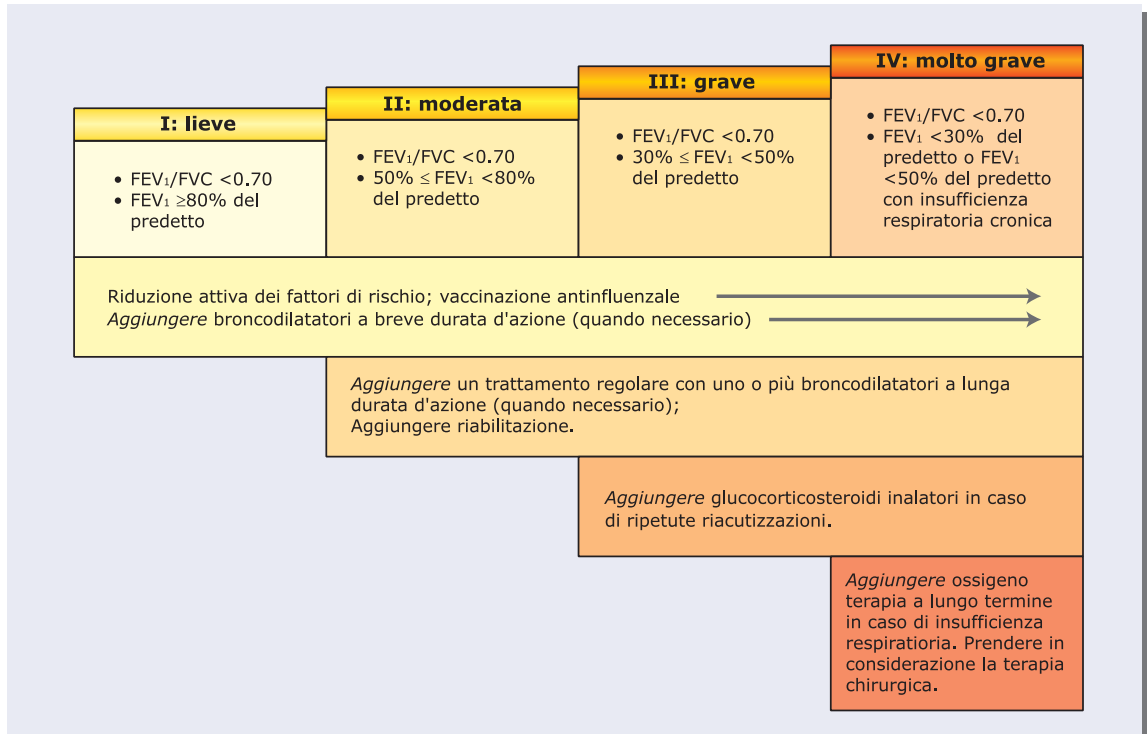 I: lieve
• FEV₁/FVC <0.70
• FEV₁ ≥80% del
predetto
II: moderata
• FEV₁/FVC <0.70
• 50% ≤ FEV₁ <80%
del predetto
III: grave
• FEV₁/FVC <0.70
• 30% ≤ FEV₁ <50%
del predetto
IV: molto grave
• FEV₁/FVC <0.70
• FEV₁ <30% del
predetto o FEV₁
<50% del predetto
con insufficienza
respiratoria cronica
Riduzione attiva dei fattori di rischio; vaccinazione antinfluenzale
Aggiungere broncodilatatori a breve durata d'azione (quando necessario)
Aggiungere un trattamento regolare con uno o più broncodilatatori a lunga
durata d'azione (quando necessario);
Aggiungere riabilitazione.
Aggiungere glucocorticosteroidi inalatori in caso
di ripetute riacutizzazioni.
Aggiungere ossigeno
terapia a lungo termine
in caso di insufficienza
respiratioria. Prendere in
considerazione la terapia
chirurgica.